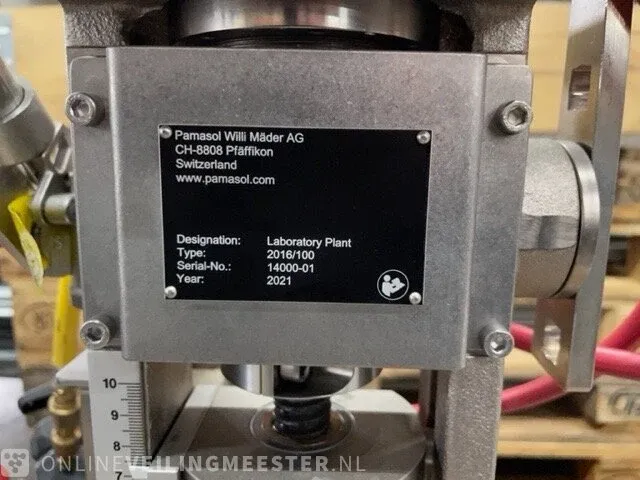 Pamasol Willi Mäder AG
CH-8808 Pfäffikon
Switzerland
www.pamasol.com
Designation: Laboratory Plant
Type: 2016/100
Serial-No.: 14000-01
Year: 2021
10
9
8
7
ONLINEVEILINGMEESTER.NL